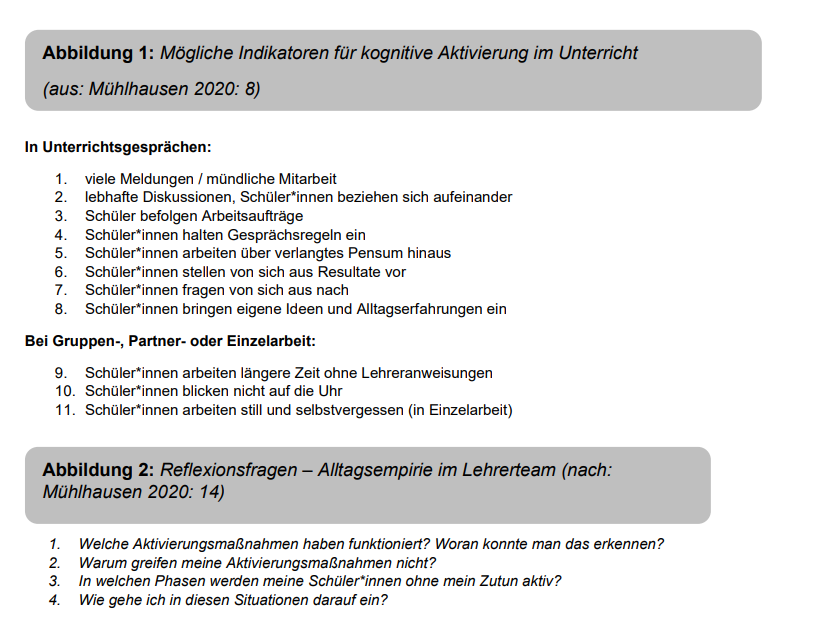 Abbildung 1: Mögliche Indikatoren für kognitive Aktivierung im Unterricht
(aus: Mühlhausen 2020: 8)
In Unterrichtsgesprächen:
1. viele Meldungen / mündliche Mitarbeit
2. lebhafte Diskussionen, Schüler*innen beziehen sich aufeinander
3. Schüler befolgen Arbeitsaufträge
4. Schüler*innen halten Gesprächsregeln ein
5. Schüler*innen arbeiten über verlangtes Pensum hinaus
6. Schüler*innen stellen von sich aus Resultate vor
7. Schüler*innen fragen von sich aus nach
8. Schüler*innen bringen eigene Ideen und Alltagserfahrungen ein
Bei Gruppen-, Partner- oder Einzelarbeit:
9. Schüler*innen arbeiten längere Zeit ohne Lehreranweisungen
10. Schüler*innen blicken nicht auf die Uhr
11. Schüler*innen arbeiten still und selbstvergessen (in Einzelarbeit)
Abbildung 2: Reflexionsfragen – Alltagsempirie im Lehrerteam (nach:
Mühlhausen 2020: 14)
1. Welche Aktivierungsmaßnahmen haben funktioniert? Woran konnte man das erkennen?
2. Warum greifen meine Aktivierungsmaßnahmen nicht?
3. In welchen Phasen werden meine Schüler*innen ohne mein Zutun aktiv?
4. Wie gehe ich in diesen Situationen darauf ein?